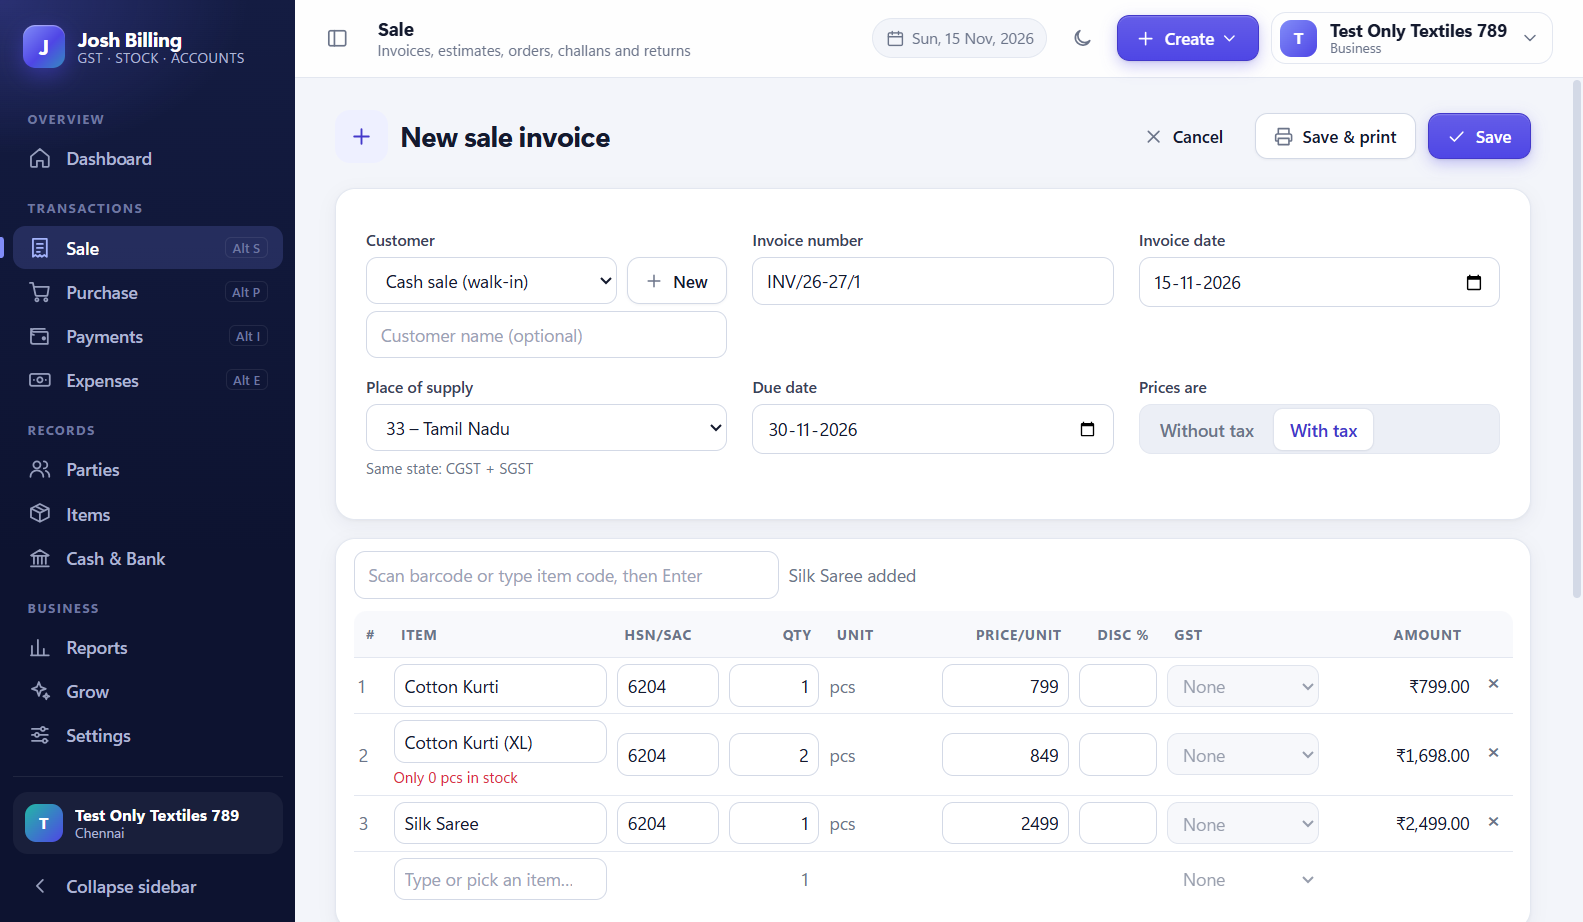 J
Josh Billing
GST · STOCK · ACCOUNTS
OVERVIEW
Dashboard
TRANSACTIONS
Sale Alt S
Purchase Alt P
Payments Alt I
Expenses Alt E
RECORDS
Parties
Items
Cash & Bank
BUSINESS
Reports
Grow
Settings
T
Test Only Textiles 789
Chennai
Collapse sidebar
Sale
Invoices, estimates, orders, challans and returns
Sun, 15 Nov, 2026
Create
T
Test Only Textiles 789
Business
New sale invoice
Cancel
Save & print
Save
Customer
Cash sale (walk-in)
New
Customer name (optional)
Invoice number
INV/26-27/1
Invoice date
15-11-2026
Place of supply
33 – Tamil Nadu
Same state: CGST + SGST
Due date
30-11-2026
Prices are
Without tax With tax
Scan barcode or type item code, then Enter Silk Saree added
# ITEM HSN/SAC QTY UNIT PRICE/UNIT DISC % GST AMOUNT
1 Cotton Kurti 6204 1 pcs 799 None ₹799.00
2 Cotton Kurti (XL) 6204 2 pcs 849 None ₹1,698.00
Only 0 pcs in stock
3 Silk Saree 6204 1 pcs 2499 None ₹2,499.00
Type or pick an item... 1 None